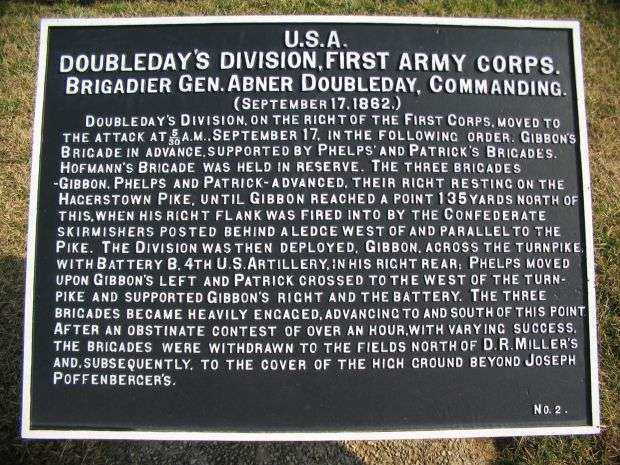 U.S.A.
DOUBLEDAY'S DIVISION, FIRST ARMY CORPS.
BRIGADIER GEN. ABNER DOUBLEDAY, COMMANDING.
(SEPTEMBER 17, 1862.)
DOUBLEDAY'S DIVISION, ON THE RIGHT OF THE FIRST CORPS, MOVED TO
THE ATTACK AT 5/30 A.M., SEPTEMBER 17, IN THE FOLLOWING ORDER. GIBBON'S
BRIGADE IN ADVANCE, SUPPORTED BY PHELPS' AND PATRICK'S BRIGADES.
HOFMANN'S BRIGADE WAS HELD IN RESERVE. THE THREE BRIGADES
-GIBBON, PHELPS AND PATRICK- ADVANCED, THEIR RIGHT RESTING ON THE
HAGERSTOWN PIKE, UNTIL GIBBON REACHED A POINT 135 YARDS NORTH OF
THIS, WHEN HIS RIGHT FLANK WAS FIRED INTO BY THE CONFEDERATE
SKIRMISHERS POSTED BEHIND A LEDGE WEST OF AND PARALLEL TO THE
PIKE. THE DIVISION WAS THEN DEPLOYED, GIBBON, ACROSS THE TURNPIKE,
WITH BATTERY B, 4TH U.S. ARTILLERY, IN HIS RIGHT REAR; PHELPS MOVED
UPON GIBBON'S LEFT AND PATRICK CROSSED TO THE WEST OF THE TURN-
PIKE AND SUPPORTED GIBBON'S RIGHT AND THE BATTERY. THE THREE
BRIGADES BECAME HEAVILY ENGAGED, ADVANCING TO AND SOUTH OF THIS POINT
AFTER AN OBSTINATE CONTEST OF OVER AN HOUR, WITH VARYING SUCCESS,
THE BRIGADES WERE WITHDRAWN TO THE FIELDS NORTH OF D.R. MILLER'S
AND, SUBSEQUENTLY, TO THE COVER OF THE HIGH GROUND BEYOND JOSEPH
POFFENBERGER'S.
NO. 2.